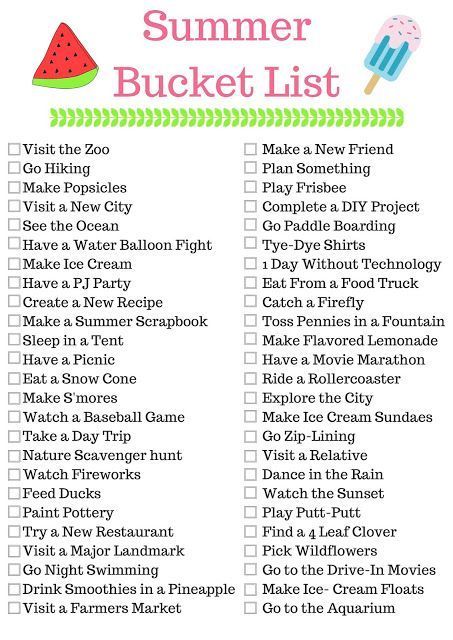 Summer
Bucket List
Visit the Zoo
Go Hiking
Make Popsicles
Visit a New City
See the Ocean
Have a Water Balloon Fight
Make Ice Cream
Have a PJ Party
Create a New Recipe
Make a Summer Scrapbook
Sleep in a Tent
Have a Picnic
Eat a Snow Cone
Make S'mores
Watch a Baseball Game
Take a Day Trip
Nature Scavenger hunt
Watch Fireworks
Feed Ducks
Paint Pottery
Try a New Restaurant
Visit a Major Landmark
Go Night Swimming
Drink Smoothies in a Pineapple
Visit a Farmers Market
Make a New Friend
Plan Something
Play Frisbee
Complete a DIY Project
Go Paddle Boarding
Tye-Dye Shirts
1 Day Without Technology
Eat From a Food Truck
Catch a Firefly
Toss Pennies in a Fountain
Make Flavored Lemonade
Have a Movie Marathon
Ride a Rollercoaster
Explore the City
Make Ice Cream Sundaes
Go Zip-Lining
Visit a Relative
Dance in the Rain
Watch the Sunset
Play Putt-Putt
Find a 4 Leaf Clover
Pick Wildflowers
Go to the Drive-In Movies
Make Ice- Cream Floats
Go to the Aquarium